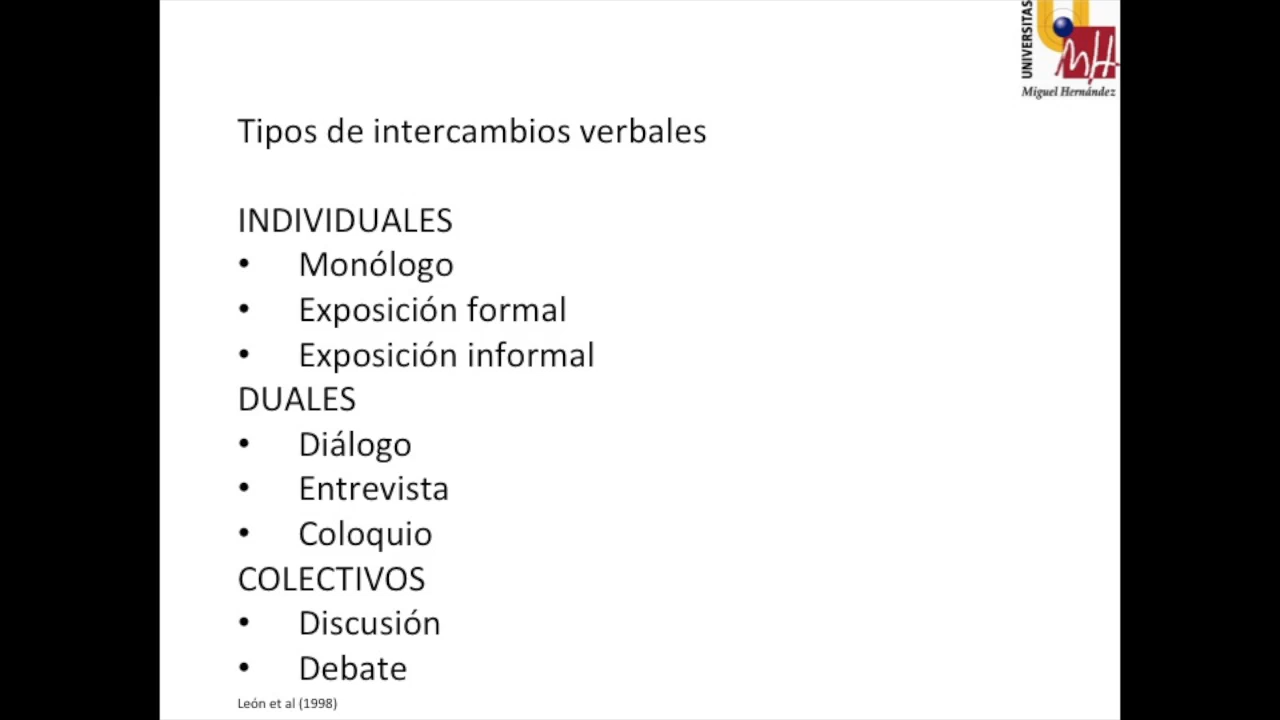 UNIVERSITAS
Miguel Hernández
Tipos de intercambios verbales
INDIVIDUALES
• Monólogo
• Exposición formal
• Exposición informal
DUALES
• Diálogo
• Entrevista
• Coloquio
COLECTIVOS
• Discusión
• Debate
León et al (1998)